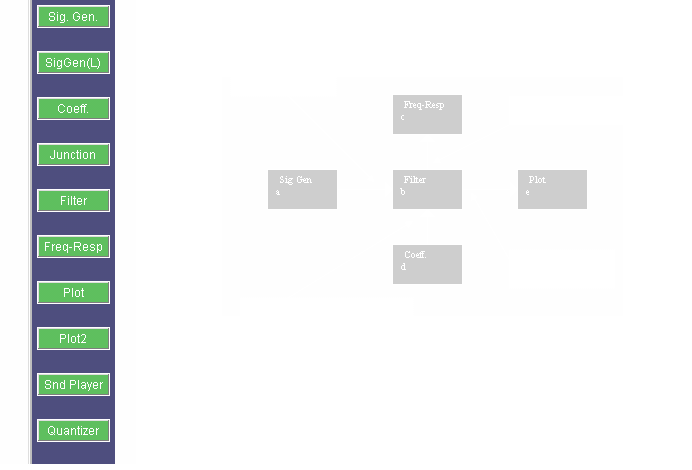 Sig. Gen.
SigGen(L)
Coeff.
Junction
Filter
Freq-Resp
Plot
Plot2
Snd Player
Quantizer
Freq-Resp
c
Sig Gen
a
Filter
b
Plot
e
Coeff.
d